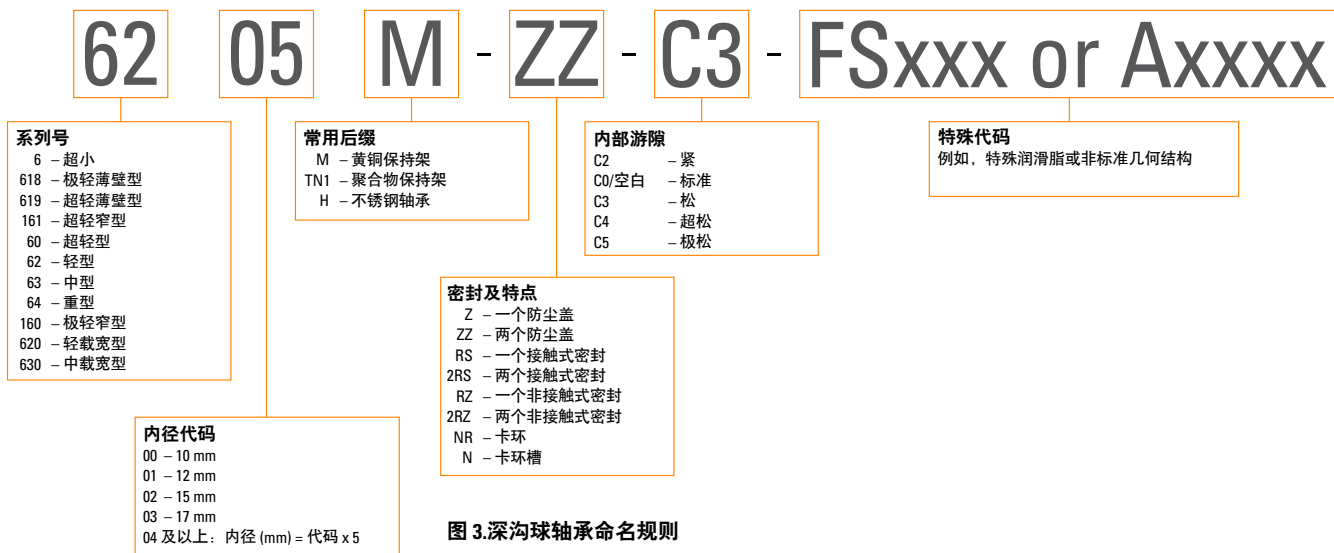 62 05 M - ZZ - C3 - FSxxx or Axxxx
系列号
6 – 超小
618 – 极轻薄壁型
619 – 超轻薄壁型
161 – 超轻窄型
60 – 超轻型
62 – 轻型
63 – 中型
64 – 重型
160 – 极轻窄型
620 – 轻载宽型
630 – 中载宽型
常用后缀
M – 黄铜保持架
TN1 – 聚合物保持架
H – 不锈钢轴承
内部游隙
C2 – 紧
C0/空白 – 标准
C3 – 松
C4 – 超松
C5 – 极松
特殊代码
例如，特殊润滑脂或非标准几何结构
密封及特点
Z – 一个防尘盖
ZZ – 两个防尘盖
RS – 一个接触式密封
2RS – 两个接触式密封
RZ – 一个非接触式密封
2RZ – 两个非接触式密封
NR – 卡环
N – 卡环槽
内径代码
00 – 10 mm
01 – 12 mm
02 – 15 mm
03 – 17 mm
04 及以上：内径 (mm) = 代码 x 5
图 3.深沟球轴承命名规则